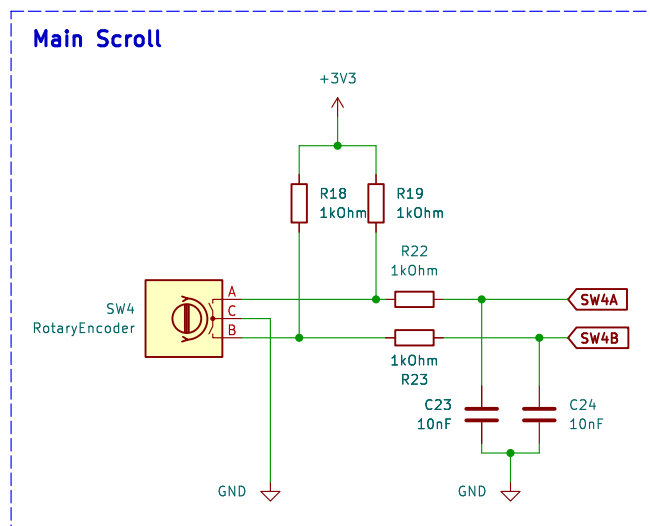 Main Scroll
+3V3
R18
1kOhm
R19
1kOhm
R22
1kOhm
A
C
B
SW4
RotaryEncoder
SW4A
SW4B
1kOhm
R23
C23
10nF
C24
10nF
GND
GND